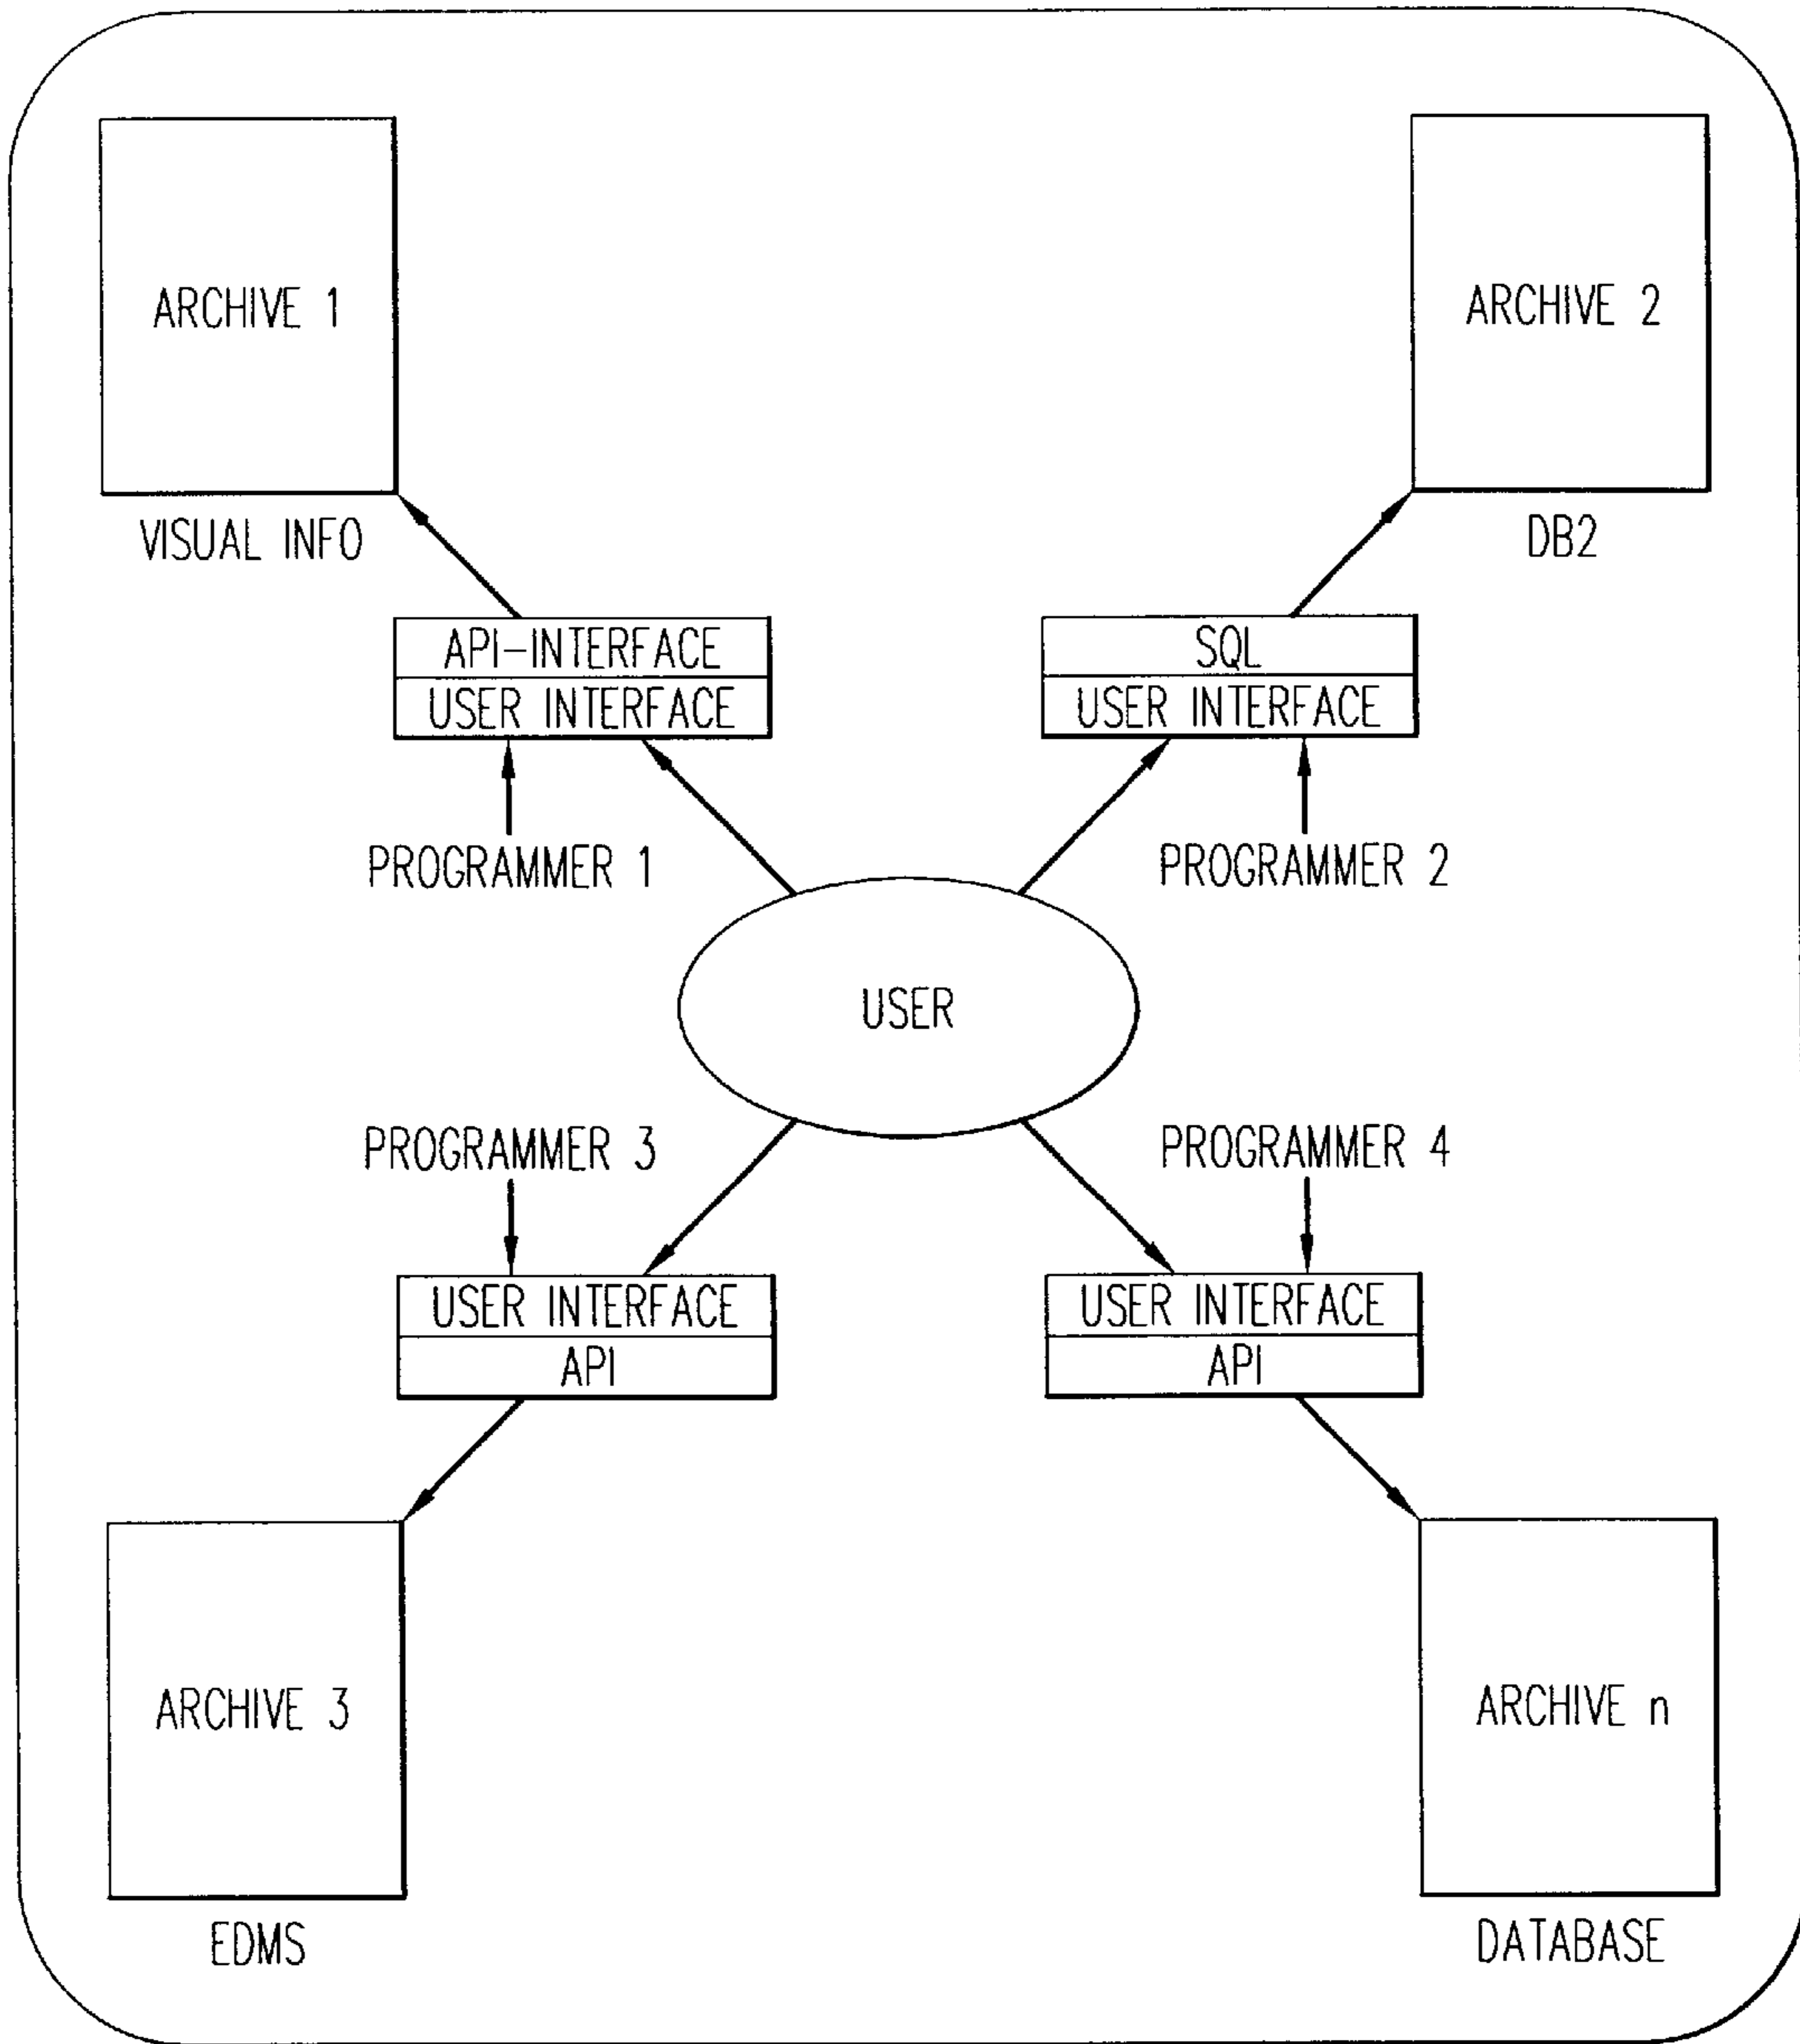 ARCHIVE 1
ARCHIVE 2
VISUAL INFO
DB2
API-INTERFACE
USER INTERFACE
SQL
USER INTERFACE
PROGRAMMER 1
PROGRAMMER 2
USER
PROGRAMMER 3
PROGRAMMER 4
USER INTERFACE
API
USER INTERFACE
API
ARCHIVE 3
ARCHIVE n
EDMS
DATABASE